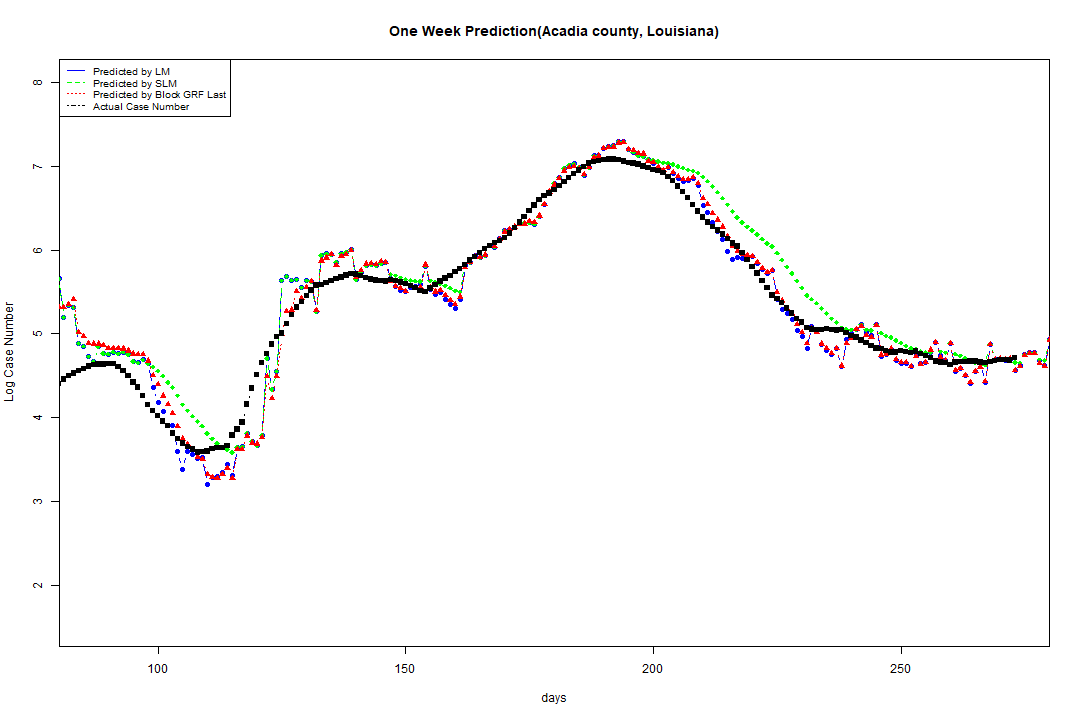 One Week Prediction(Acadia county, Louisiana)
Predicted by LM
Predicted by SLM
Predicted by Block GRF Last
Actual Case Number
8
7
6
5
4
3
2
Log Case Number
100
150
200
250
days